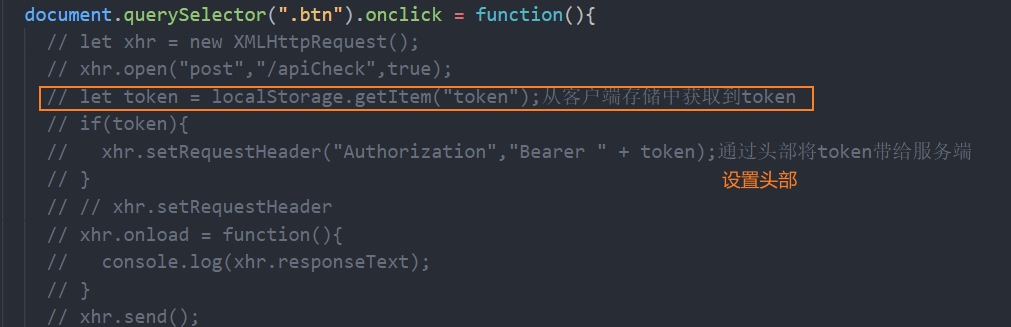 document.querySelector(".btn").onclick = function(){
// let xhr = new XMLHttpRequest();
// xhr.open("post","/apiCheck",true);
// let token = localStorage.getItem("token");从客户端存储中获取到token
// if(token){
//   xhr.setRequestHeader("Authorization","Bearer " + token);通过头部将token带给服务端
// }
设置头部
// // xhr.setRequestHeader
// xhr.onload = function(){
//   console.log(xhr.responseText);
// }
// xhr.send();